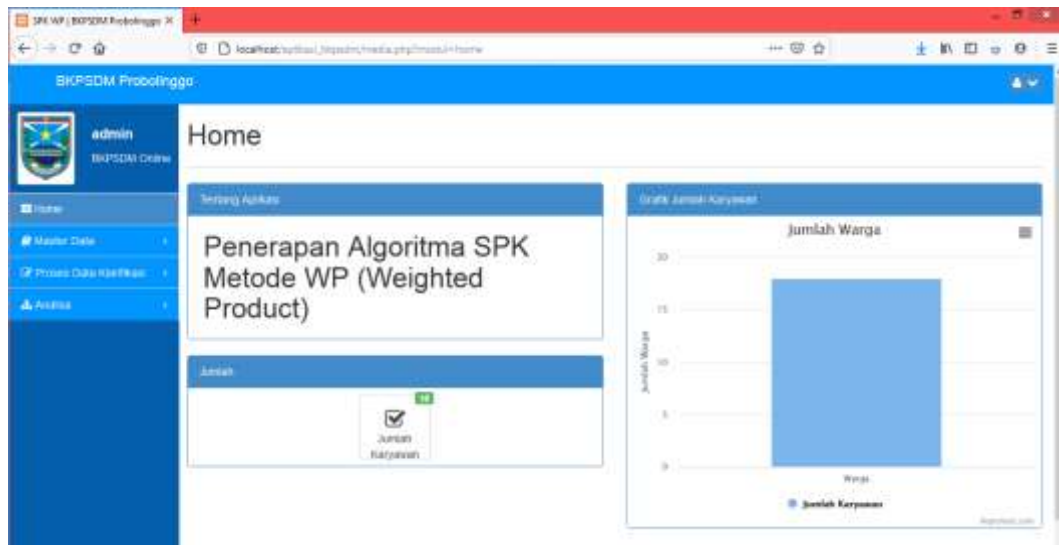 SPK WP | BKPSDM Probolinggo
BKPSDM Probolinggo
admin
BKPSDM Online
Home
Master Data
Proses Data Klarifikasi
Analisa
Home
Tentang Aplikasi
Penerapan Algoritma SPK
Metode WP (Weighted
Product)
Jumlah
Jumlah
Karyawan
Grafik Jumlah Karyawan
Jumlah Warga
20
15
10
5
0
Jumlah Warga
Warga
Jumlah Karyawan